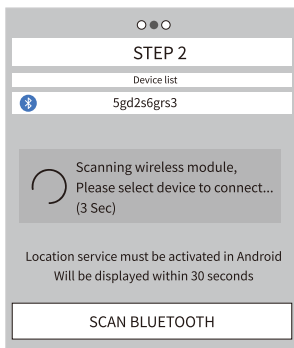 STEP 2
Device list
5gd2s6grs3
Scanning wireless module,
Please select device to connect...
(3 Sec)
Location service must be activated in Android
Will be displayed within 30 seconds
SCAN BLUETOOTH